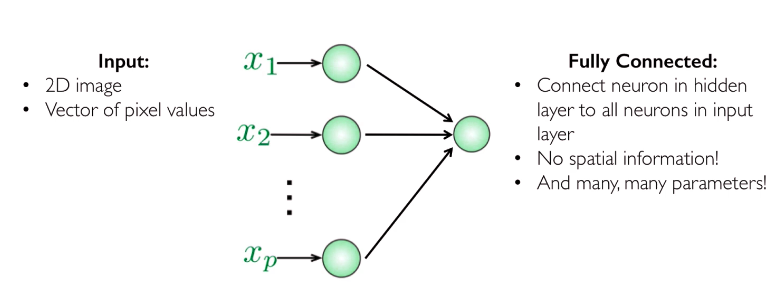 Input:
• 2D image
• Vector of pixel values
x1
x2
⋮
xp
Fully Connected:
• Connect neuron in hidden
layer to all neurons in input
layer
• No spatial information!
• And many, many parameters!